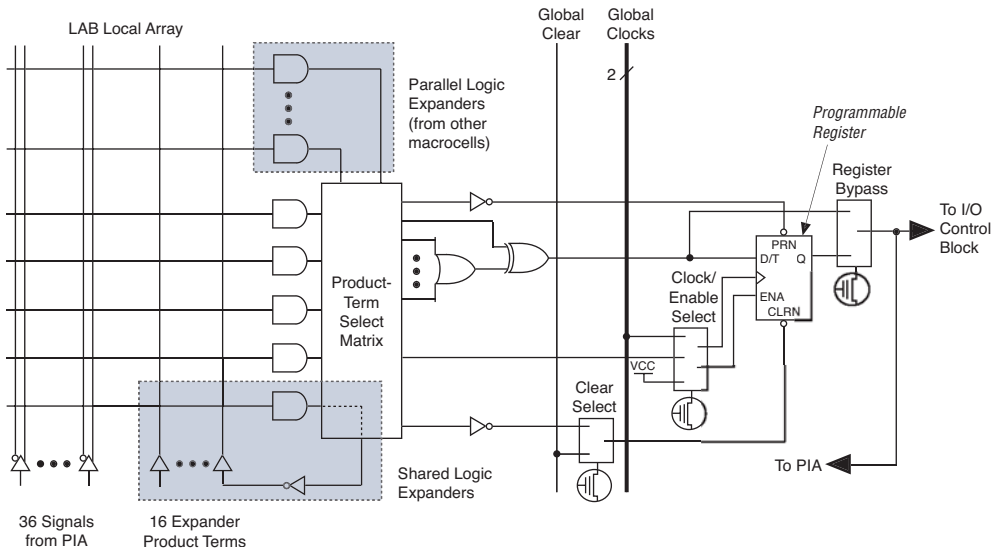 LAB Local Array
Global
Clear
Global
Clocks
2
Parallel Logic
Expanders
(from other
macrocells)
Programmable
Register
Register
Bypass
To I/O
Control
Block
PRN
D/T
Q
Clock/
Enable
Select
ENA
CLRN
Product-
Term
Select
Matrix
VCC
Clear
Select
To PIA
Shared Logic
Expanders
36 Signals
from PIA
16 Expander
Product Terms